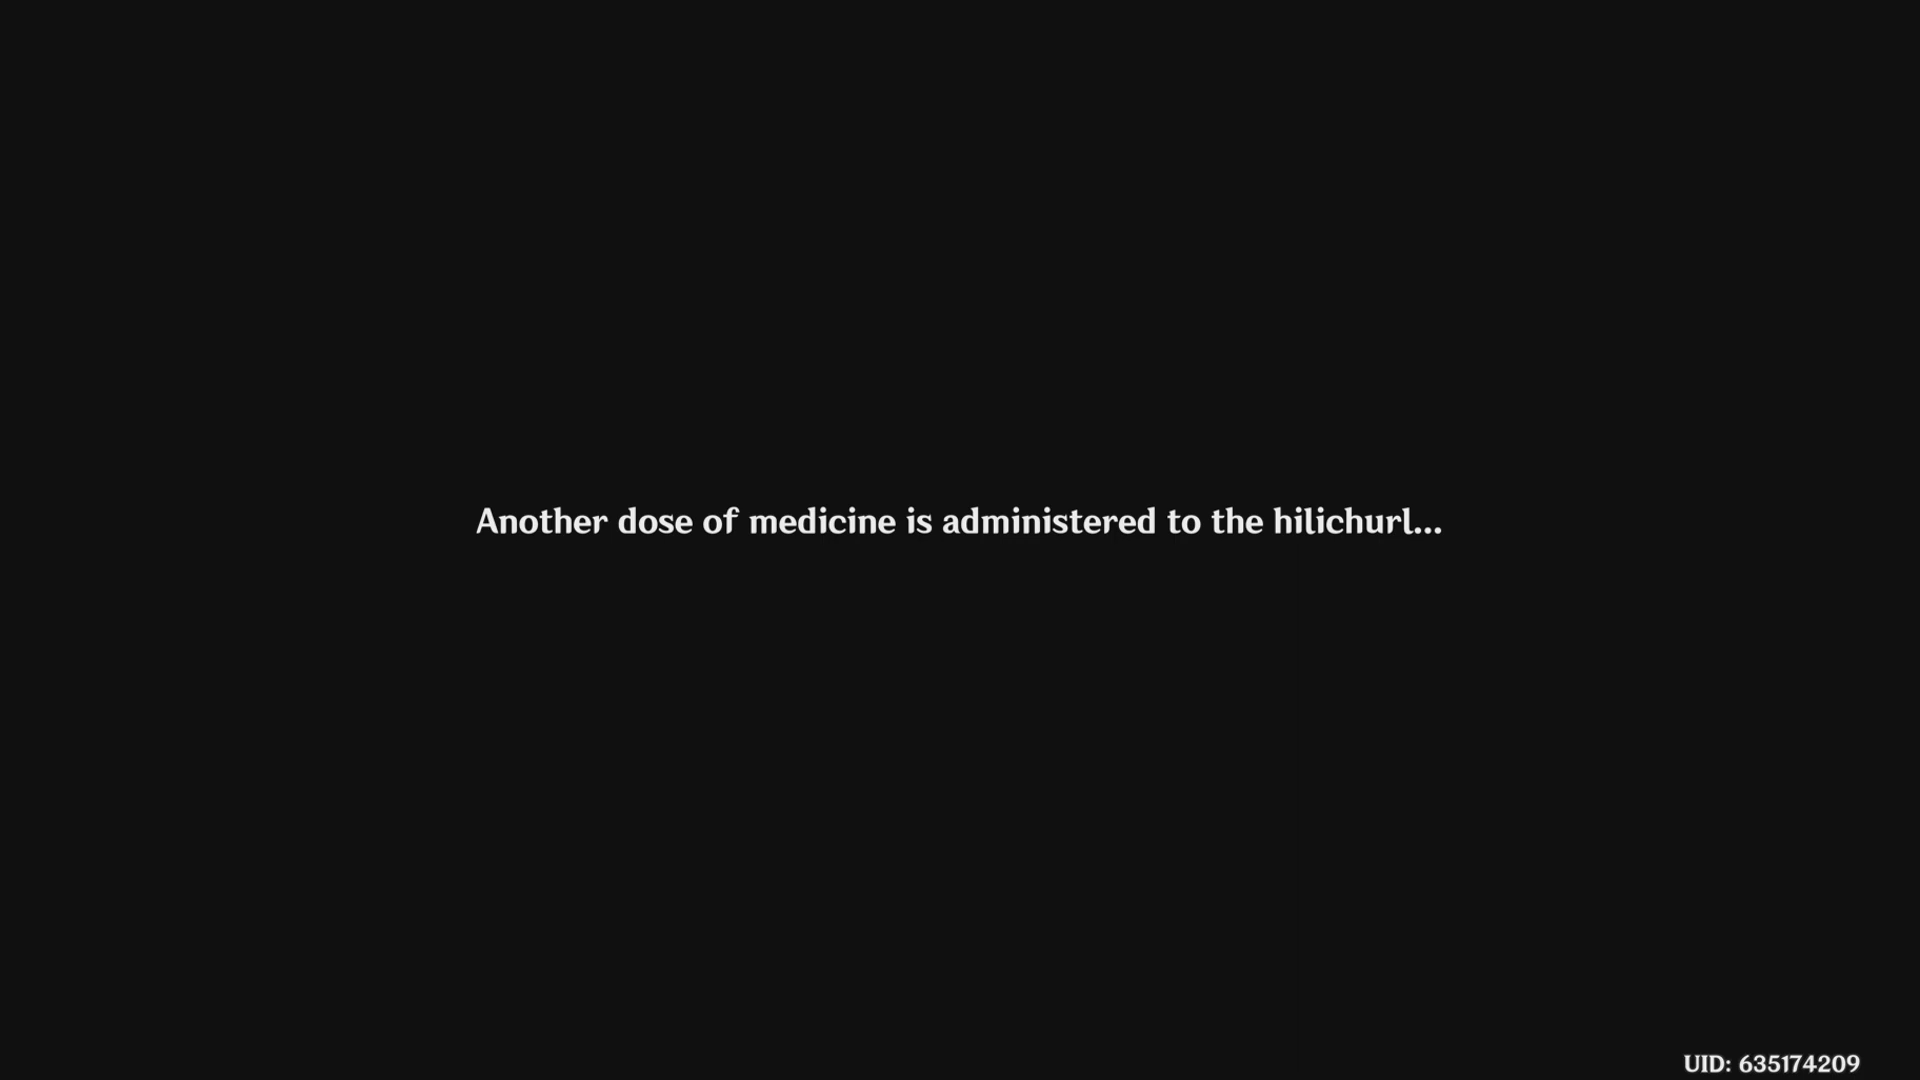 Another dose of medicine is administered to the hilichurl...
UID: 635174209